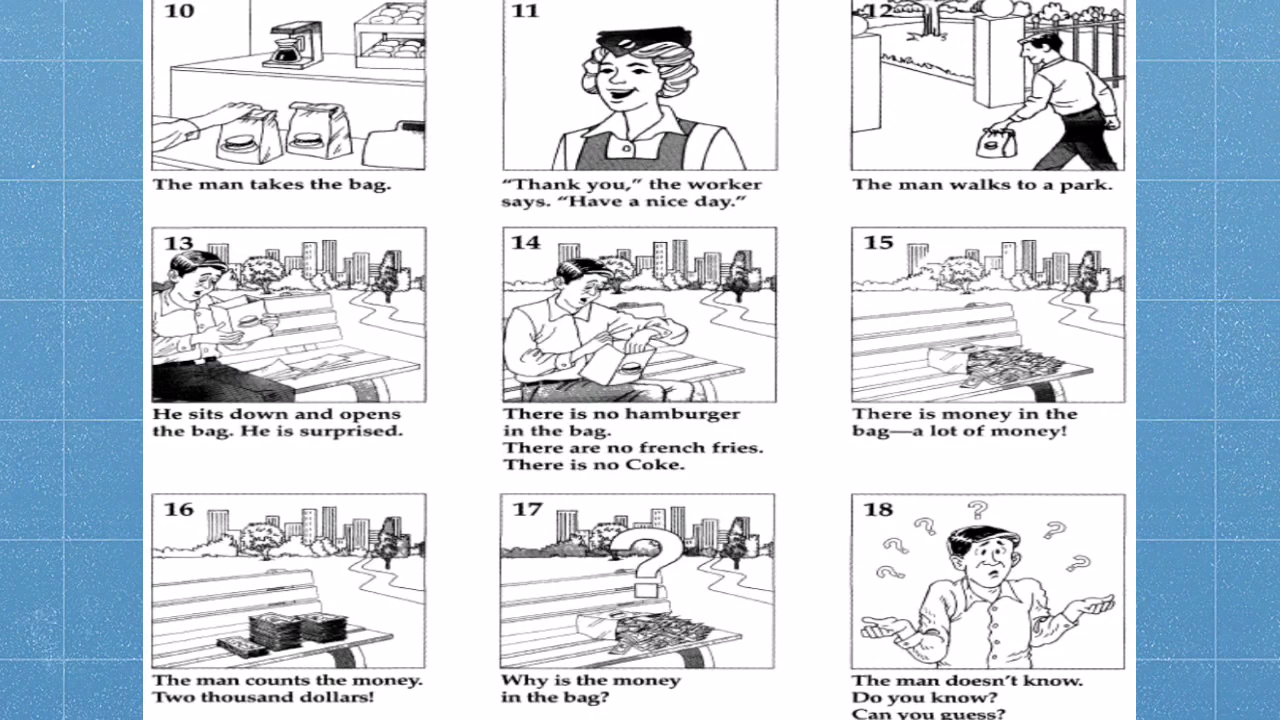 10
The man takes the bag.
11
“Thank you,” the worker
says. “Have a nice day.”
12
The man walks to a park.
13
He sits down and opens
the bag. He is surprised.
14
There is no hamburger
in the bag.
There are no french fries.
There is no Coke.
15
There is money in the
bag—a lot of money!
16
The man counts the money.
Two thousand dollars!
17
?
Why is the money
in the bag?
18
? ? ? ? ? ? ?
The man doesn’t know.
Do you know?
Can you guess?